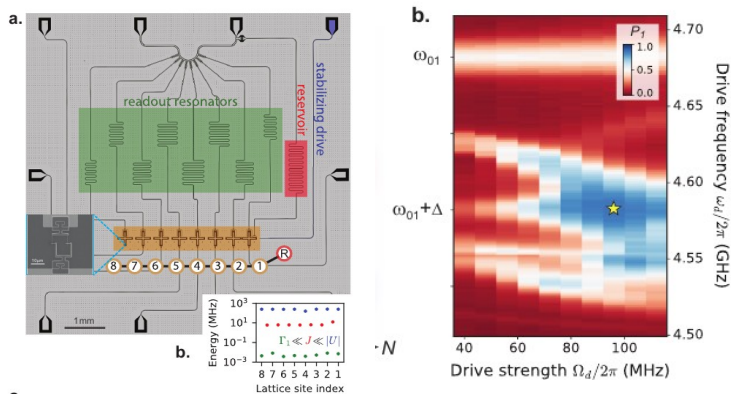 a.
readout resonators
reservoir
stabilizing drive
R
8 7 6 5 4 3 2 1
1mm
b.
Energy (MHz)
10³
10¹
10⁻¹
10⁻³
Γ₁ ≪ J ≪ |U|
8 7 6 5 4 3 2 1
Lattice site index
N
b.
P₁
1.0
0.5
0.0
ω₀₁
ω₀₁+Δ
4.70
4.65
4.60
4.55
4.50
Drive frequency ω_d/2π (GHz)
40 60 80 100
Drive strength Ω_d/2π (MHz)